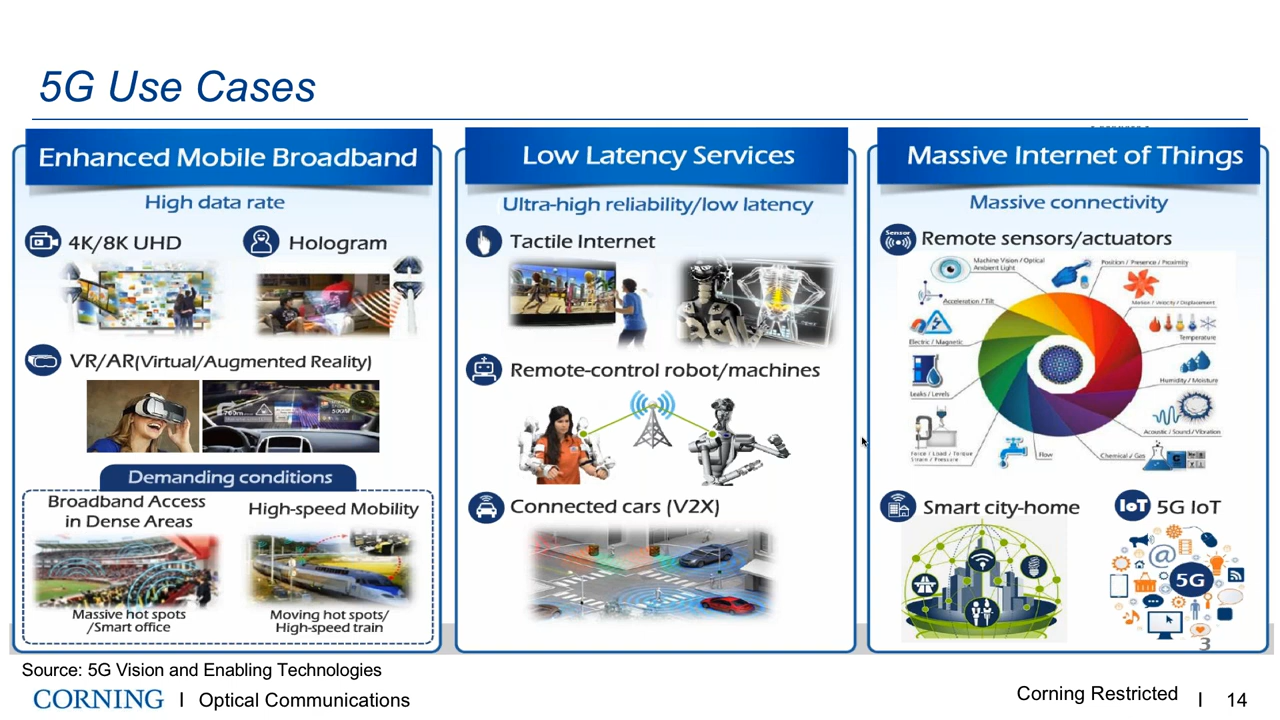 5G Use Cases
Enhanced Mobile Broadband
High data rate
4K/8K UHD
Hologram
VR/AR(Virtual/Augmented Reality)
Demanding conditions
Broadband Access
in Dense Areas
Massive hot spots
/Smart office
High-speed Mobility
Moving hot spots/
High-speed train
Low Latency Services
Ultra-high reliability/low latency
Tactile Internet
Remote-control robot/machines
Connected cars (V2X)
Massive Internet of Things
Massive connectivity
Sensor
Remote sensors/actuators
Machine Vision / Optical
Ambient Light
Position / Presence / Proximity
Acceleration / Tilt
Motion / Velocity / Displacement
Electric / Magnetic
Temperature
Leaks / Levels
Humidity / Moisture
Acoustic / Sound / Vibration
Force / Load / Torque
Strain / Pressure
Flow
Chemical / Gas
Smart city-home
IoT
5G IoT
5G
3
Source: 5G Vision and Enabling Technologies
CORNING | Optical Communications
Corning Restricted | 14